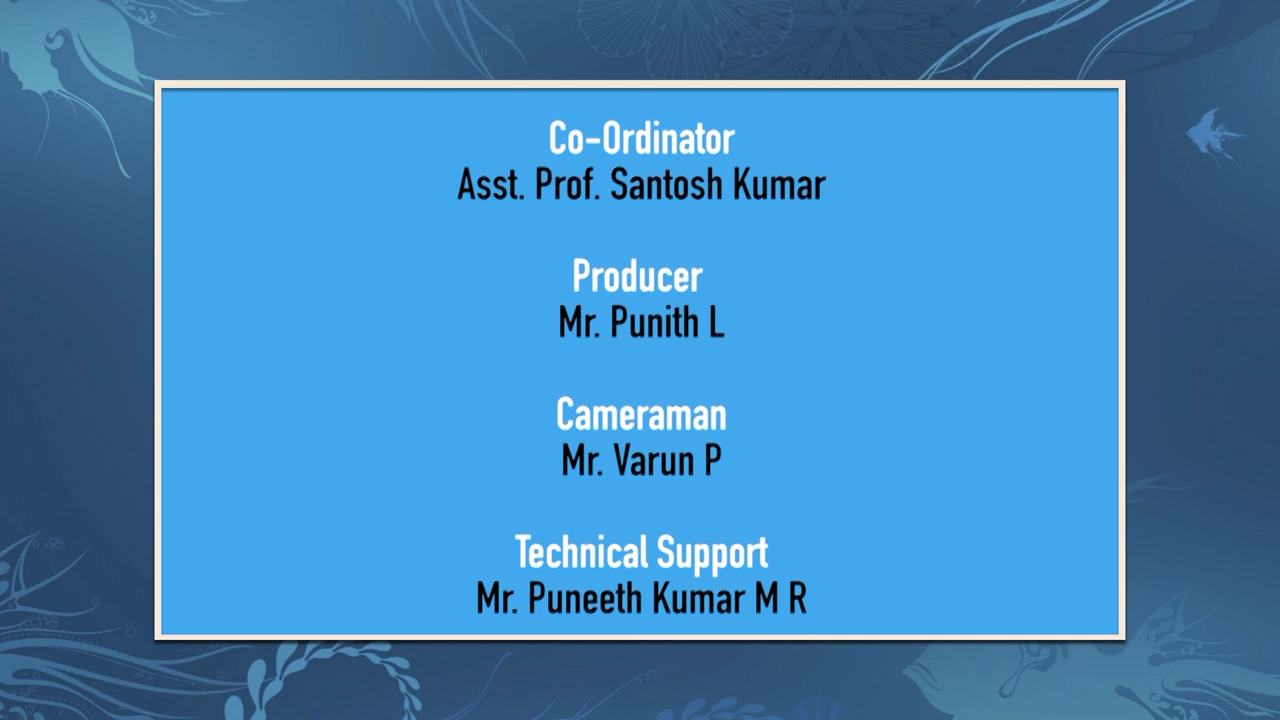 Co-Ordinator
Asst. Prof. Santosh Kumar
Producer
Mr. Punith L
Cameraman
Mr. Varun P
Technical Support
Mr. Puneeth Kumar M R